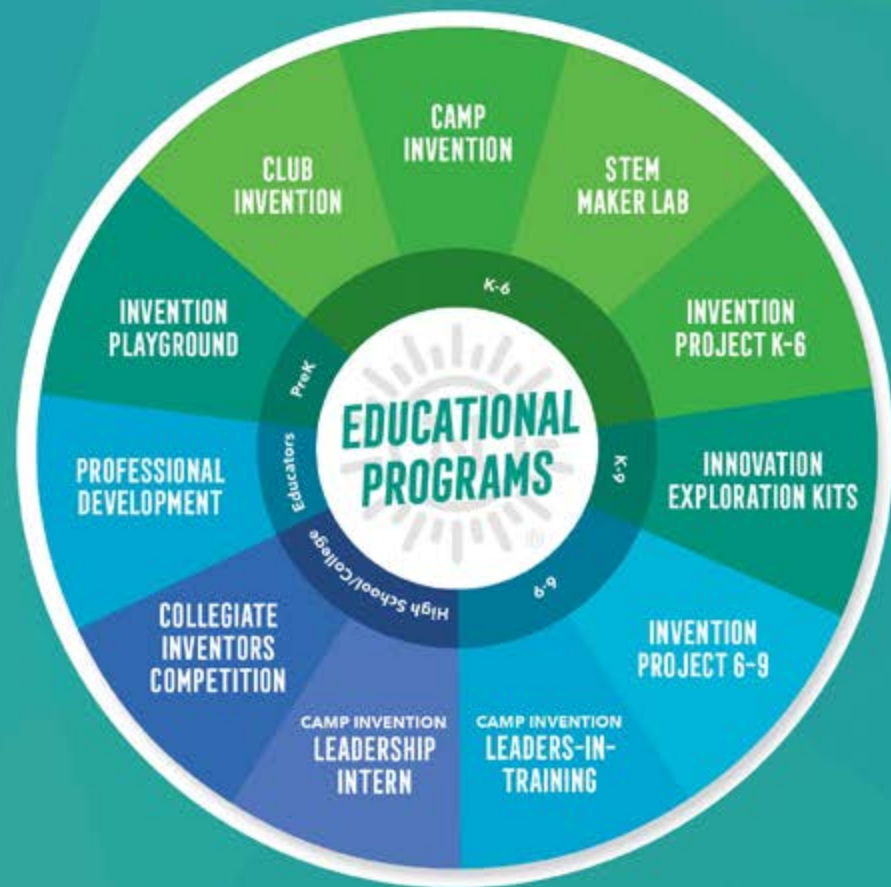 EDUCATIONAL
PROGRAMS
K-6
CAMP
INVENTION
STEM
MAKER LAB
INVENTION
PROJECT K-6
K-9
INNOVATION
EXPLORATION KITS
6-9
INVENTION
PROJECT 6-9
CAMP INVENTION
LEADERS-IN-
TRAINING
High School/College
CAMP INVENTION
LEADERSHIP
INTERN
COLLEGIATE
INVENTORS
COMPETITION
Educators
PROFESSIONAL
DEVELOPMENT
PreK
INVENTION
PLAYGROUND
CLUB
INVENTION